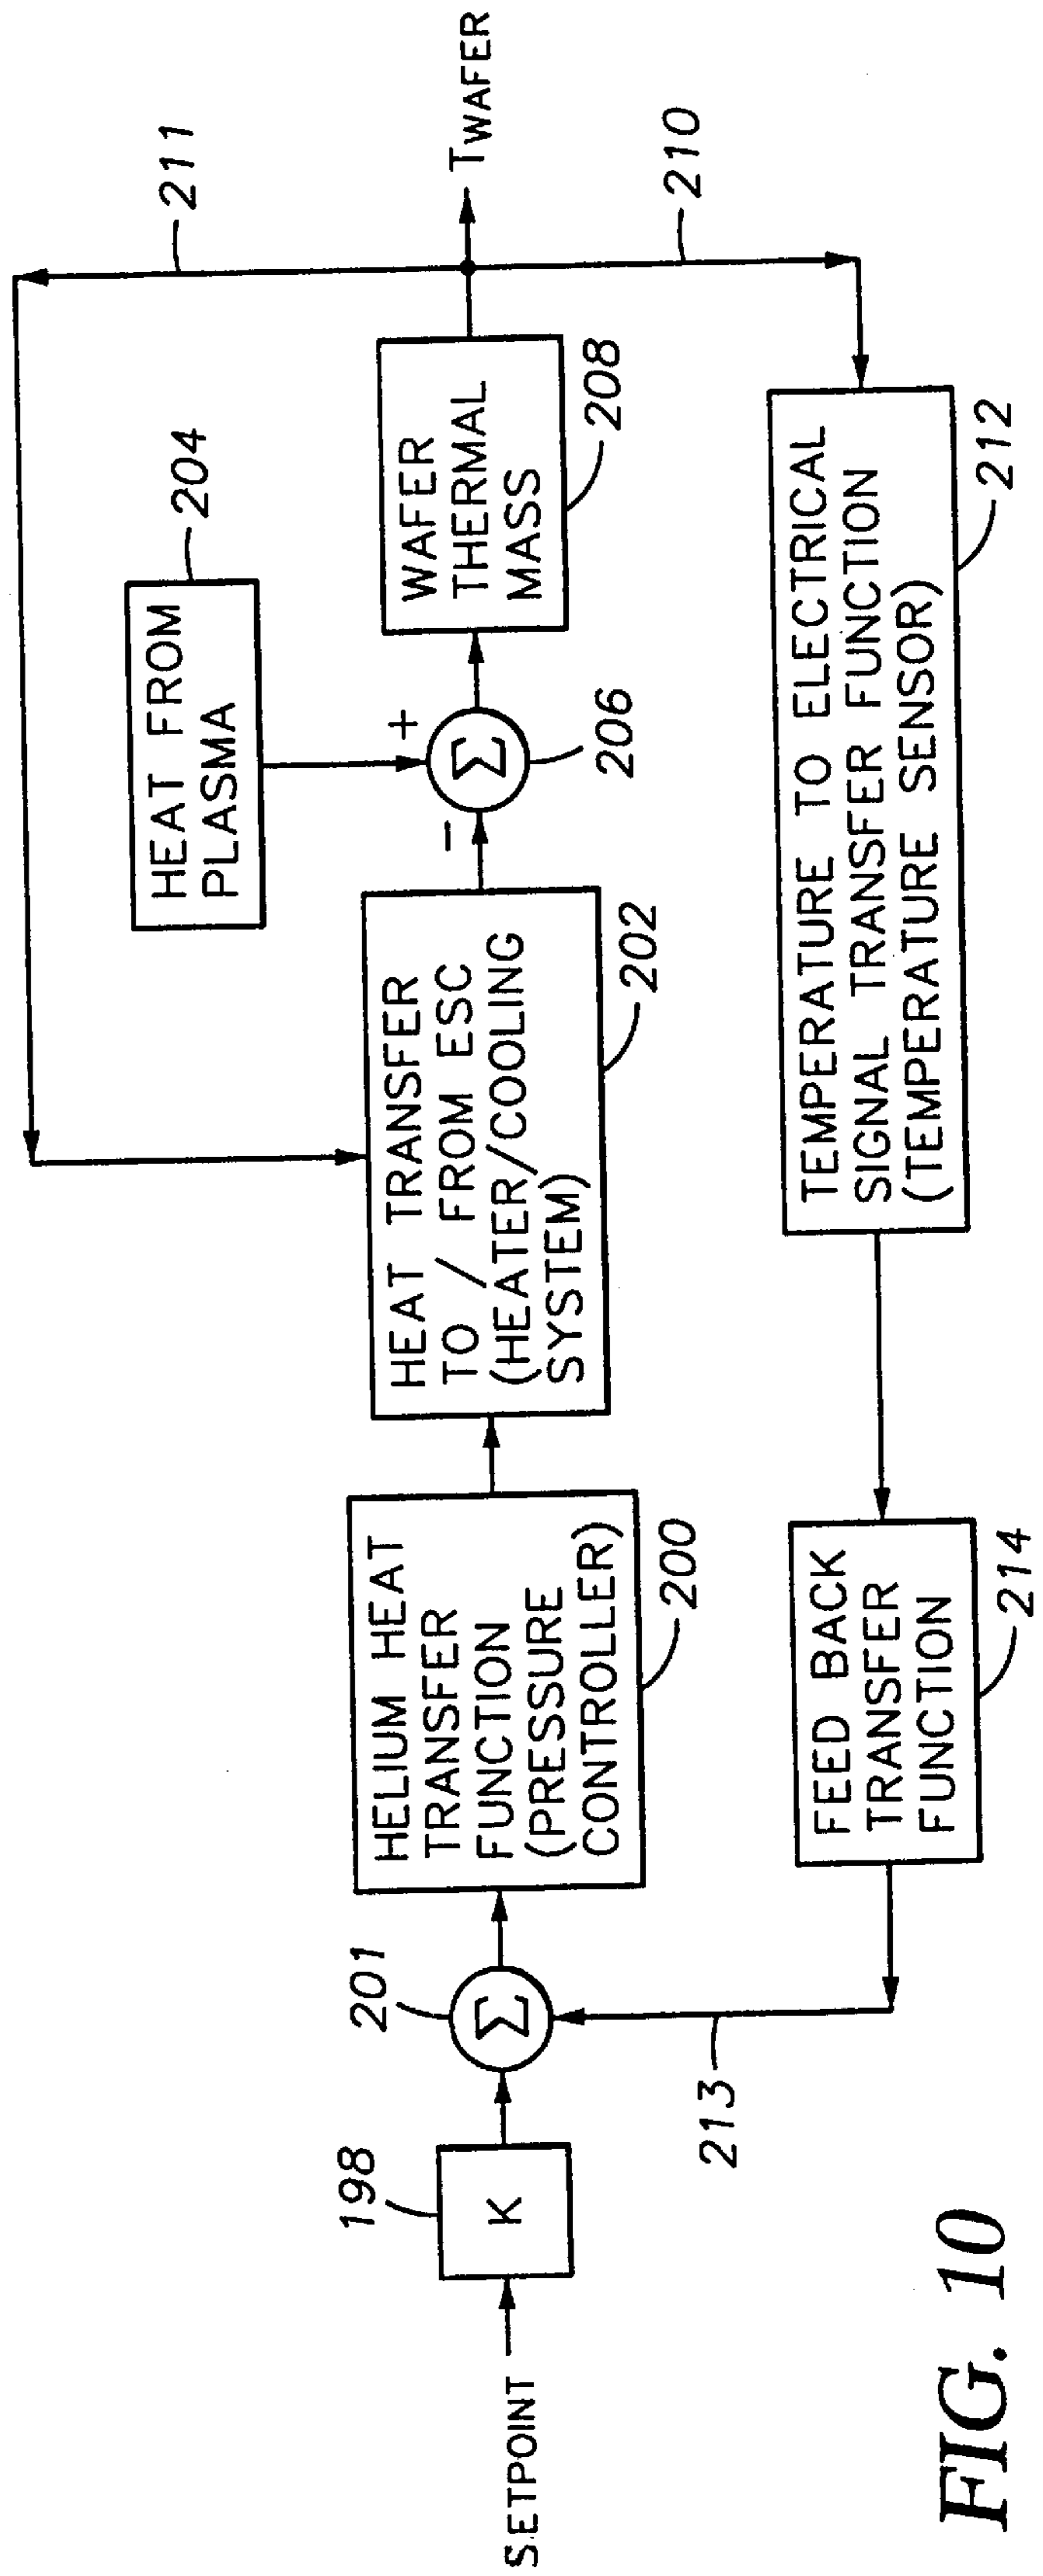 211
HEAT FROM
PLASMA
204
SETPOINT
198
K
201
Σ
HELIUM HEAT
TRANSFER
FUNCTION
(PRESSURE
CONTROLLER)
200
HEAT TRANSFER
TO / FROM ESC
(HEATER/COOLING
SYSTEM)
202
−
+
Σ
206
WAFER
THERMAL
MASS
208
TWAFER
210
213
FEED BACK
TRANSFER
FUNCTION
214
TEMPERATURE TO ELECTRICAL
SIGNAL TRANSFER FUNCTION
(TEMPERATURE SENSOR)
212
FIG. 10